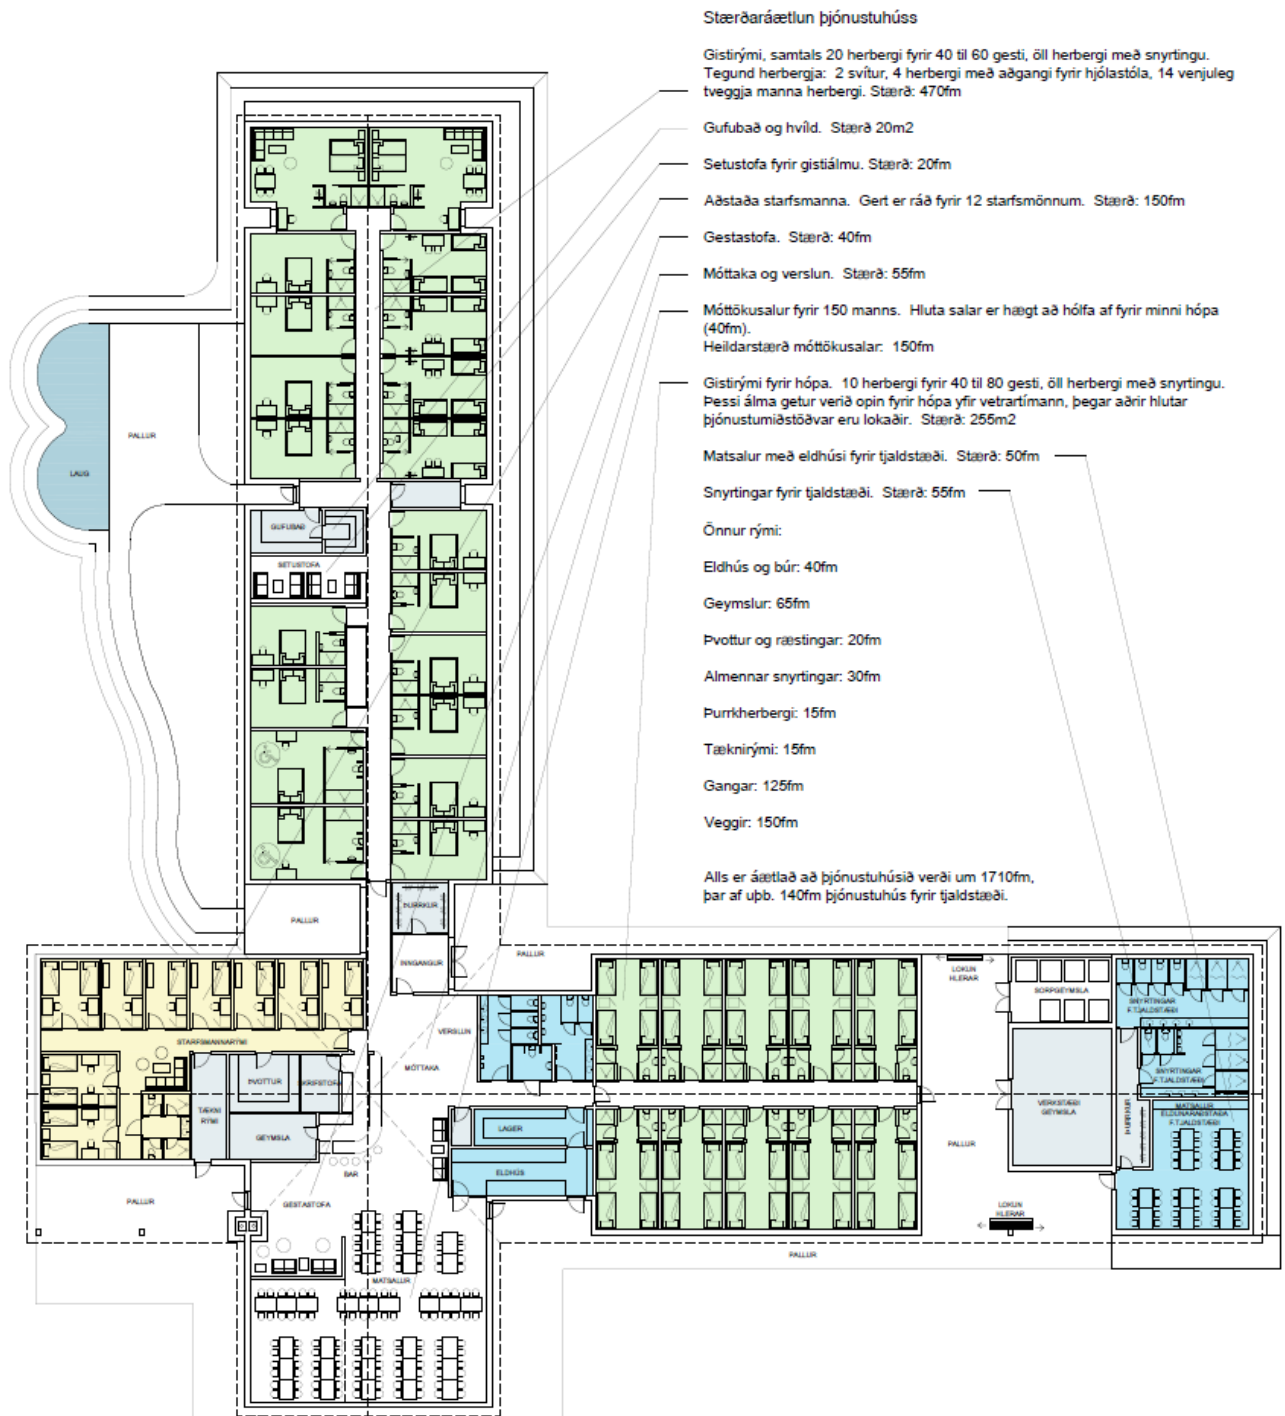 Stærðaráætlun þjónustuhúss
Gistirými, samtals 20 herbergi fyrir 40 til 60 gesti, öll herbergi með snyrtingu.
Tegund herbergja: 2 svítur, 4 herbergi með aðgangi fyrir hjólastóla, 14 venjuleg
tveggja manna herbergi. Stærð: 470fm
Gufubað og hvíld. Stærð 20m2
Setustofa fyrir gistiálmu. Stærð: 20fm
Aðstaða starfsmanna. Gert er ráð fyrir 12 starfsmönnum. Stærð: 150fm
Gestastofa. Stærð: 40fm
Móttaka og verslun. Stærð: 55fm
Móttökusalur fyrir 150 manns. Hluta salar er hægt að hólfa af fyrir minni hópa
(40fm).
Heildarstærð móttökusalar: 150fm
Gistirými fyrir hópa. 10 herbergi fyrir 40 til 80 gesti, öll herbergi með snyrtingu.
Þessi álma getur verið opin fyrir hópa yfir vetrartímann, þegar aðrir hlutar
þjónustumiðstöðvar eru lokaðir. Stærð: 255m2
Matsalur með eldhúsi fyrir tjaldstæði. Stærð: 50fm
Snyrtingar fyrir tjaldstæði. Stærð: 55fm
Önnur rými:
Eldhús og búr: 40fm
Geymslur: 65fm
Þvottur og ræstingar: 20fm
Almennar snyrtingar: 30fm
Þurrkherbergi: 15fm
Tæknirými: 15fm
Gangar: 125fm
Veggir: 150fm
Alls er áætlað að þjónustuhúsið verði um 1710fm,
þar af uþb. 140fm þjónustuhús fyrir tjaldstæði.
PALLUR
LAUG
GUFUBAÐ
SETUSTOFA
ÞURRKUR
PALLUR
INNGANGUR
PALLUR
LOKUN
HLERAR
SORPGEYMSLA
SNYRTINGAR
F.TJALDSTÆÐI
VERSLUN
STARFSMANNARÝMI
MÓTTAKA
SNYRTINGAR
F.TJALDSTÆÐI
ÞVOTTUR
SKRIFSTOFA
TÆKNI
RÝMI
VERKSTÆÐI
GEYMSLA
MATSALUR
ELDUNARAÐSTAÐA
F.TJALDSTÆÐI
ÞURRKUR
LAGER
GEYMSLA
PALLUR
BAR
ELDHÚS
PALLUR
GESTASTOFA
LOKUN
HLERAR
PALLUR
MATSALUR